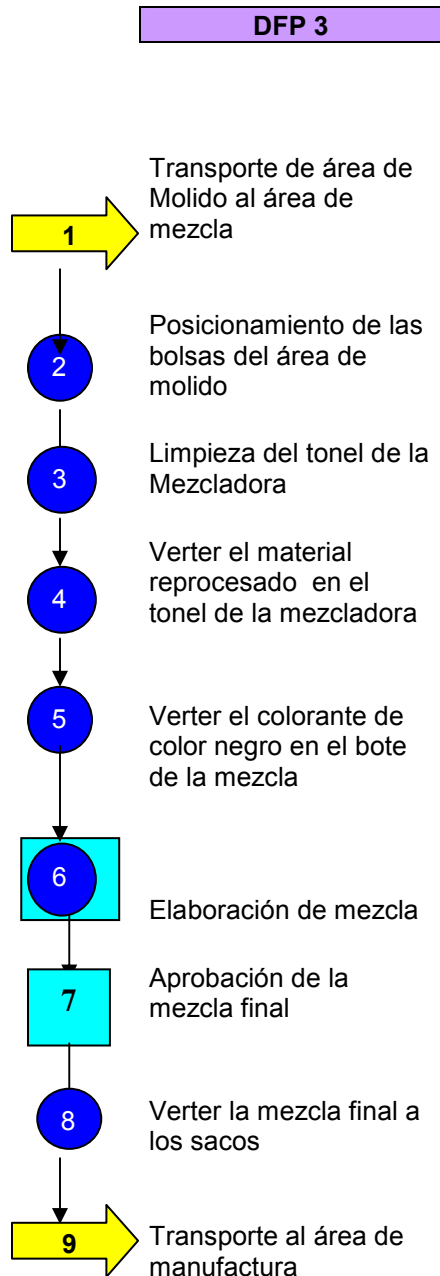 DFP 3
Transporte de área de
Molido al área de
mezcla
1
Posicionamiento de las
bolsas del área de
molido
2
Limpieza del tonel de la
Mezcladora
3
Verter el material
reprocesado en el
tonel de la mezcladora
4
Verter el colorante de
color negro en el bote
de la mezcla
5
6
Elaboración de mezcla
Aprobación de la
mezcla final
7
Verter la mezcla final a
los sacos
8
9
Transporte al área de
manufactura